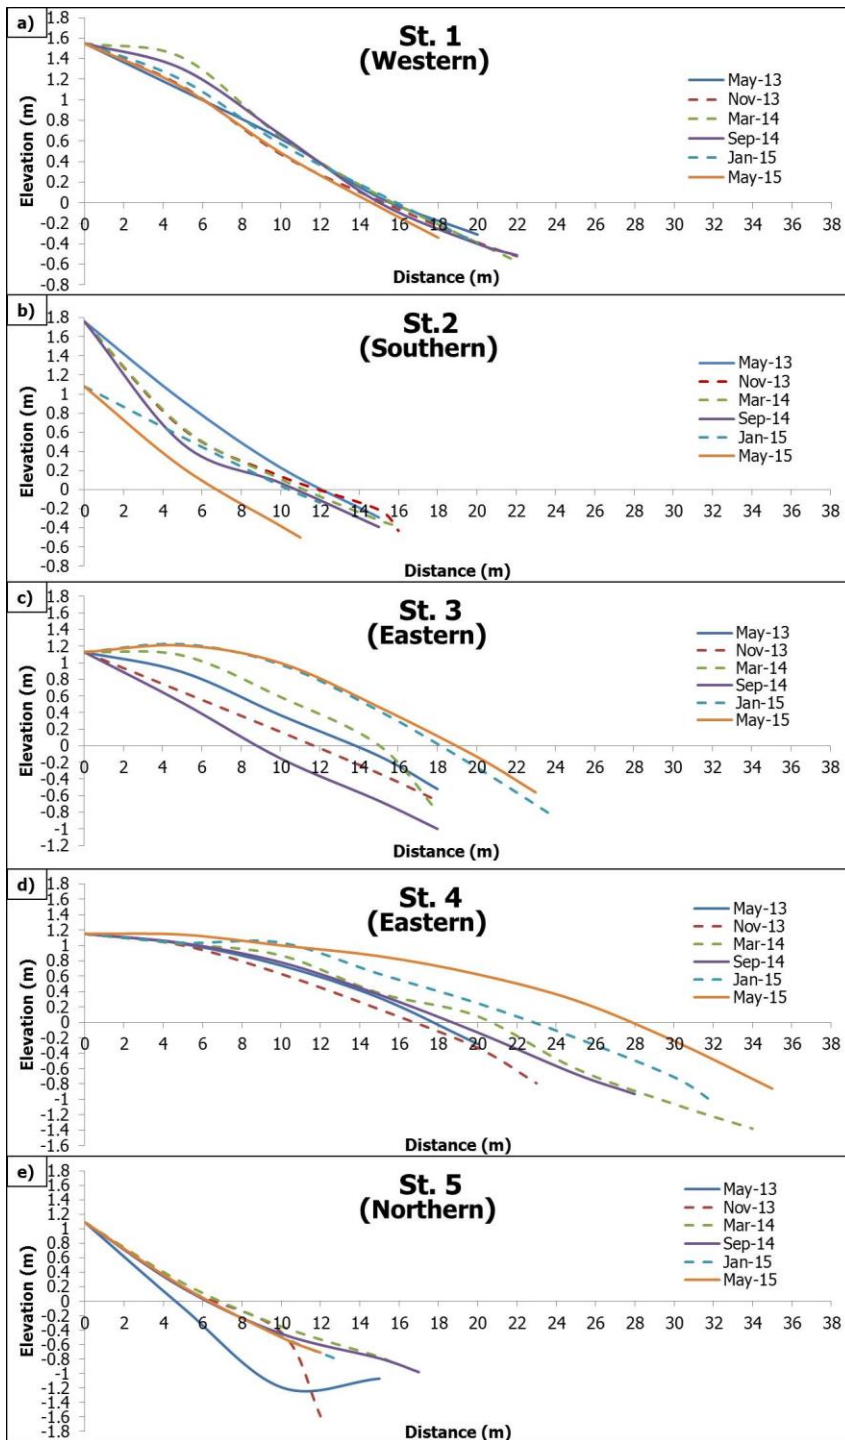 a)
St. 1
(Western)
Elevation (m)
1.8
1.6
1.4
1.2
1
0.8
0.6
0.4
0.2
0
-0.2
-0.4
-0.6
-0.8
0 2 4 6 8 10 12 14 16 18 20 22 24 26 28 30 32 34 36 38
Distance (m)
May-13
Nov-13
Mar-14
Sep-14
Jan-15
May-15
b)
St.2
(Southern)
Elevation (m)
1.8
1.6
1.4
1.2
1
0.8
0.6
0.4
0.2
0
-0.2
-0.4
-0.6
-0.8
0 2 4 6 8 10 12 14 16 18 20 22 24 26 28 30 32 34 36 38
Distance (m)
May-13
Nov-13
Mar-14
Sep-14
Jan-15
May-15
c)
St. 3
(Eastern)
Elevation (m)
1.8
1.6
1.4
1.2
1
0.8
0.6
0.4
0.2
0
-0.2
-0.4
-0.6
-0.8
-1
-1.2
0 2 4 6 8 10 12 14 16 18 20 22 24 26 28 30 32 34 36 38
Distance (m)
May-13
Nov-13
Mar-14
Sep-14
Jan-15
May-15
d)
St. 4
(Eastern)
Elevation (m)
1.8
1.6
1.4
1.2
1
0.8
0.6
0.4
0.2
0
-0.2
-0.4
-0.6
-0.8
-1
-1.2
-1.4
-1.6
0 2 4 6 8 10 12 14 16 18 20 22 24 26 28 30 32 34 36 38
Distance (m)
May-13
Nov-13
Mar-14
Sep-14
Jan-15
May-15
e)
St. 5
(Northern)
Elevation (m)
1.8
1.6
1.4
1.2
1
0.8
0.6
0.4
0.2
0
-0.2
-0.4
-0.6
-0.8
-1
-1.2
-1.4
-1.6
-1.8
0 2 4 6 8 10 12 14 16 18 20 22 24 26 28 30 32 34 36 38
Distance (m)
May-13
Nov-13
Mar-14
Sep-14
Jan-15
May-15